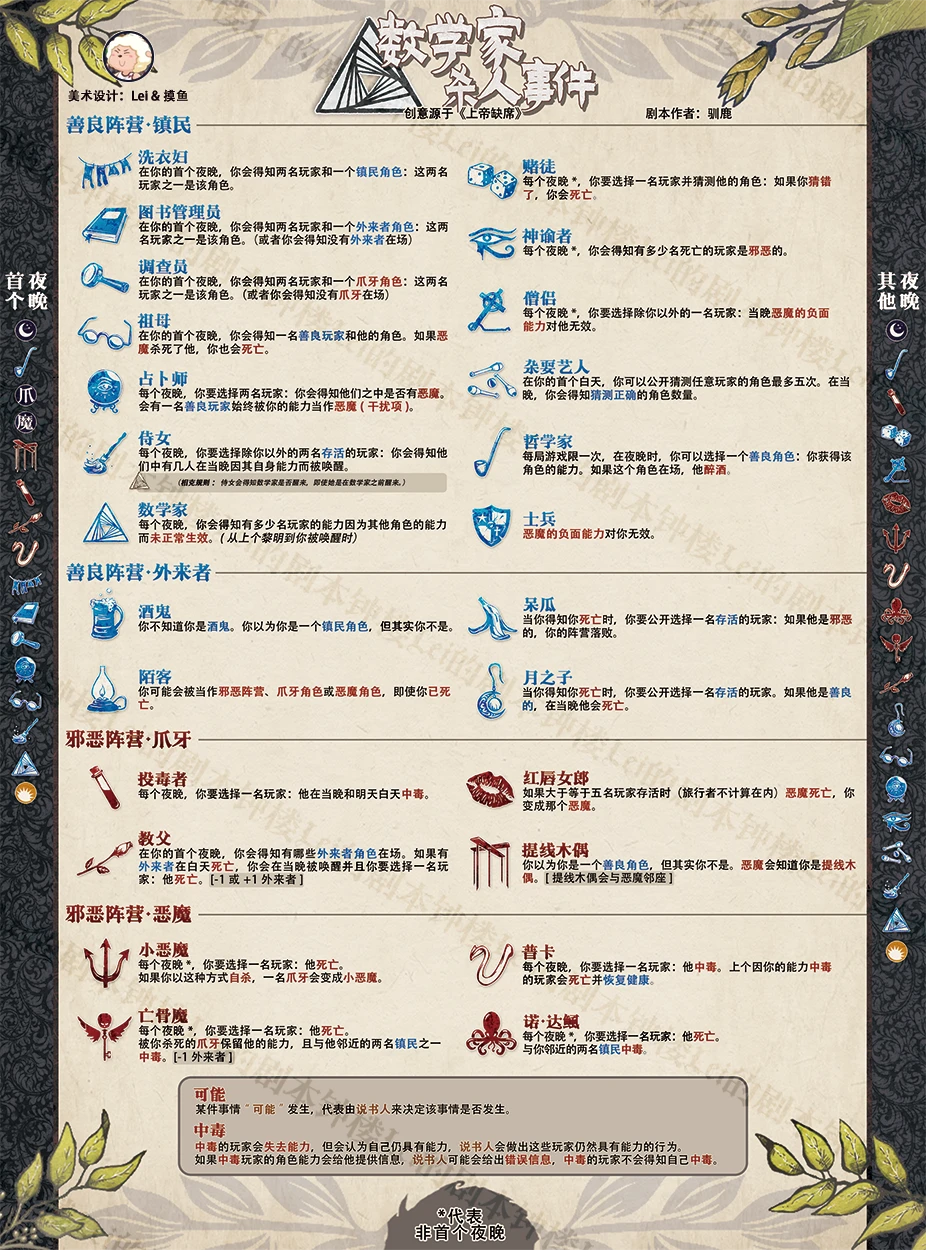 数学家
杀人事件
创意源于《上帝缺席》
美术设计：Lei & 摸鱼
剧本作者：驯鹿
善良阵营·镇民
洗衣妇
在你的首个夜晚，你会得知两名玩家和一个镇民角色：这两名
玩家之一是该角色。
图书管理员
在你的首个夜晚，你会得知两名玩家和一个外来者角色：这两
名玩家之一是该角色。（或者你会得知没有外来者在场）
调查员
在你的首个夜晚，你会得知两名玩家和一个爪牙角色：这两名
玩家之一是该角色。（或者你会得知没有爪牙在场）
祖母
在你的首个夜晚，你会得知一名善良玩家和他的角色。如果恶
魔杀死了他，你也会死亡。
占卜师
每个夜晚，你要选择两名玩家：你会得知他们之中是否有恶魔。
会有一名善良玩家始终被你的能力当作恶魔 ( 干扰项 )。
侍女
每个夜晚，你要选择除你以外的两名存活的玩家：你会得知他
们中有几人在当晚因其自身能力而被唤醒。
（相克规则： 侍女会得知数学家是否醒来，即使她是在数学家之前醒来。）
数学家
每个夜晚，你会得知有多少名玩家的能力因为其他角色的能力
而未正常生效。( 从上个黎明到你被唤醒时）
赌徒
每个夜晚 *，你要选择一名玩家并猜测他的角色：如果你猜错
了，你会死亡。
神谕者
每个夜晚 *，你会得知有多少名死亡的玩家是邪恶的。
僧侣
每个夜晚 *，你要选择除你以外的一名玩家：当晚恶魔的负面
能力对他无效。
杂耍艺人
在你的首个白天，你可以公开猜测任意玩家的角色最多五次。在当
晚，你会得知猜测正确的角色数量。
哲学家
每局游戏限一次，在夜晚时，你可以选择一个善良角色：你获得该
角色的能力。如果这个角色在场，他醉酒。
士兵
恶魔的负面能力对你无效。
善良阵营·外来者
酒鬼
你不知道你是酒鬼。你以为你是一个镇民角色，但其实你不是。
陌客
你可能会被当作邪恶阵营、爪牙角色或恶魔角色，即使你已死
亡。
呆瓜
当你得知你死亡时，你要公开选择一名存活的玩家：如果他是邪恶
的，你的阵营落败。
月之子
当你得知你死亡时，你要公开选择一名存活的玩家。如果他是善良
的，在当晚他会死亡。
邪恶阵营·爪牙
投毒者
每个夜晚，你要选择一名玩家：他在当晚和明天白天中毒。
教父
在你的首个夜晚，你会得知有哪些外来者角色在场。如果有
外来者在白天死亡，你会在当晚被唤醒并且你要选择一名玩
家：他死亡。[-1 或 +1 外来者 ]
红唇女郎
如果大于等于五名玩家存活时（旅行者不计算在内）恶魔死亡，你
变成那个恶魔。
提线木偶
你以为你是一个善良角色，但其实你不是。恶魔会知道你是提线木
偶。[ 提线木偶会与恶魔邻座 ]
邪恶阵营·恶魔
小恶魔
每个夜晚 *，你要选择一名玩家：他死亡。
如果你以这种方式自杀，一名爪牙会变成小恶魔。
亡骨魔
每个夜晚 *，你要选择一名玩家：他死亡。
被你杀死的爪牙保留他的能力，且与他邻近的两名镇民之一
中毒。[-1 外来者 ]
普卡
每个夜晚，你要选择一名玩家：他中毒。上个因你的能力中毒
的玩家会死亡并恢复健康。
诺·达鲺
每个夜晚 *，你要选择一名玩家：他死亡。
与你邻近的两名镇民中毒。
可能
某件事情“可能”发生，代表由说书人来决定该事情是否发生。
中毒
中毒的玩家会失去能力，但会认为自己仍具有能力，说书人会做出这些玩家仍然具有能力的行为。
如果中毒玩家的角色能力会给他提供信息，说书人可能会给出错误信息，中毒的玩家不会得知自己中毒。
*代表
非首个夜晚
首个夜晚
爪
魔
其他夜晚